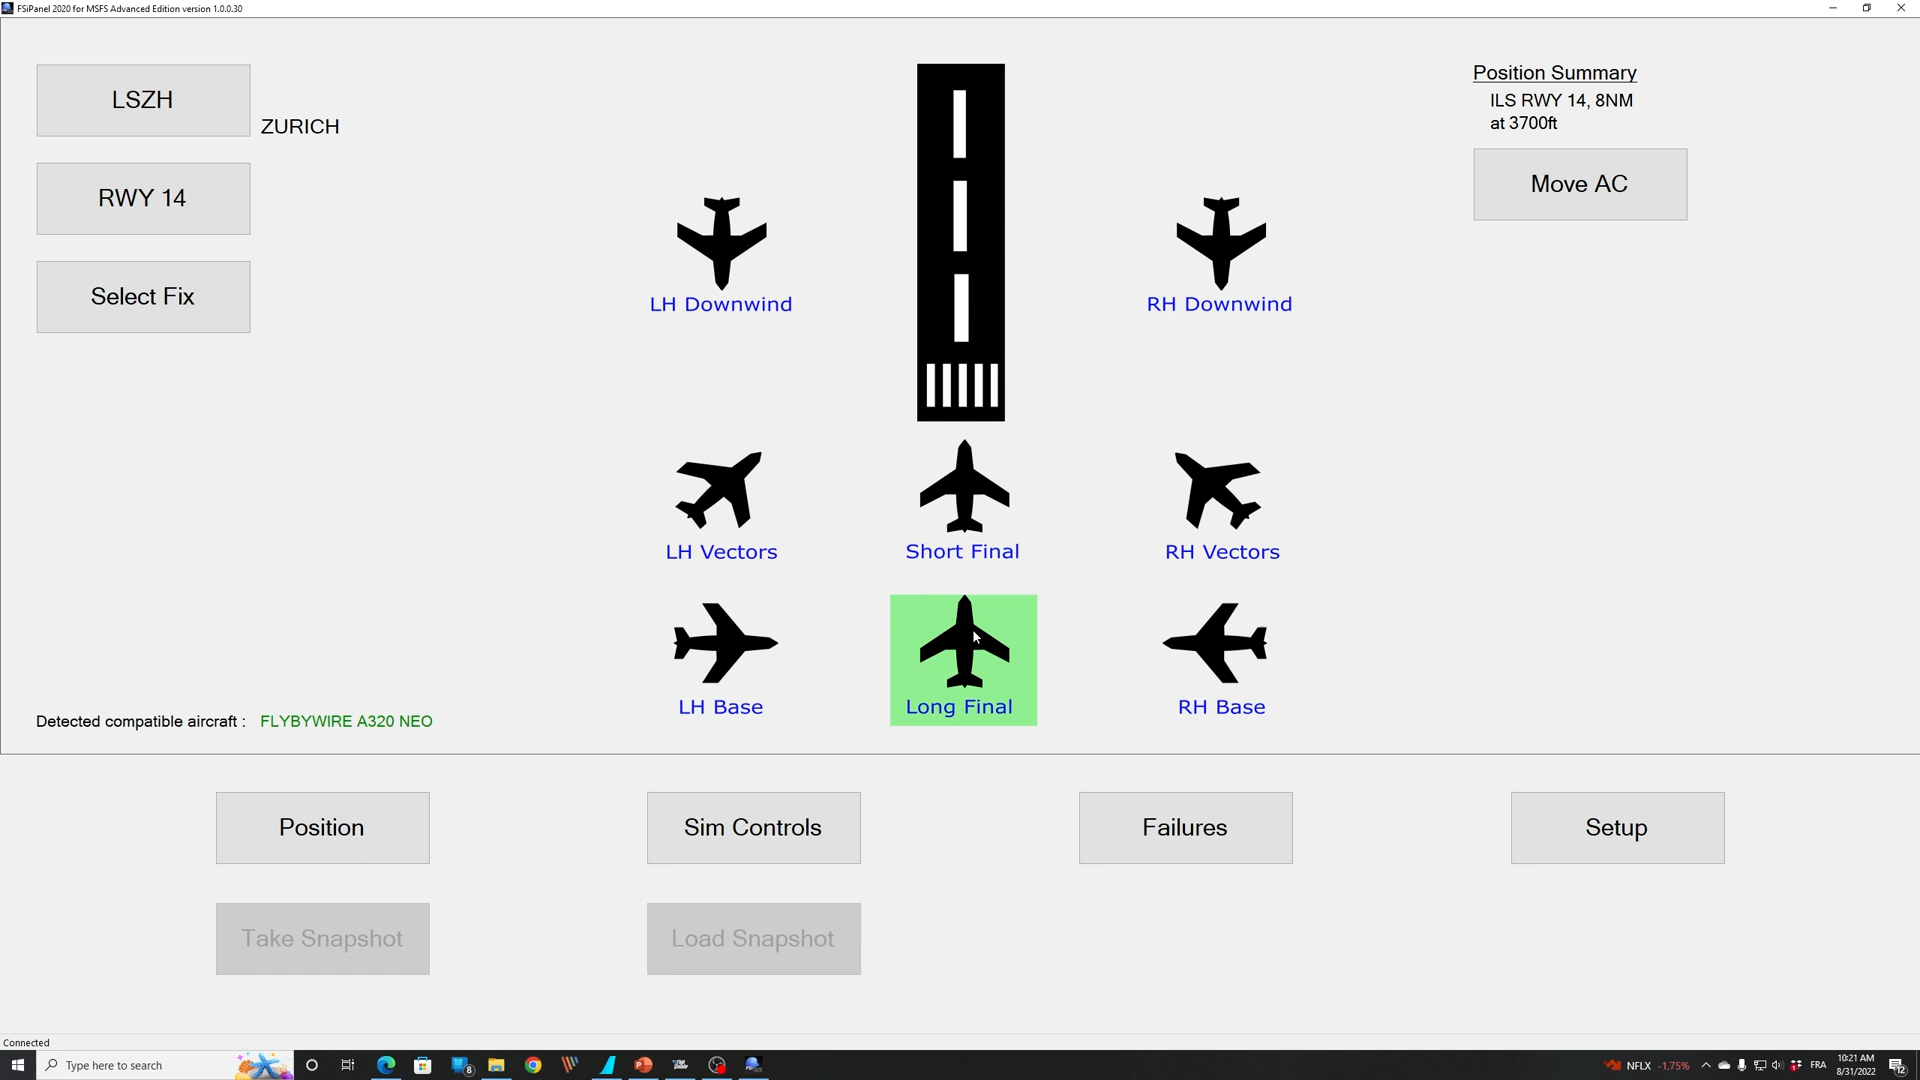 FSiPanel 2020 for MSFS Advanced Edition version 1.0.0.30
LSZH
ZURICH
RWY 14
Select Fix
LH Downwind
RH Downwind
LH Vectors
Short Final
RH Vectors
LH Base
Long Final
RH Base
Position Summary
ILS RWY 14, 8NM
at 3700ft
Move AC
Detected compatible aircraft : FLYBYWIRE A320 NEO
Position
Sim Controls
Failures
Setup
Take Snapshot
Load Snapshot
Connected
Type here to search
8
NFLX -1,75%
FRA
10:21 AM
8/31/2022
12